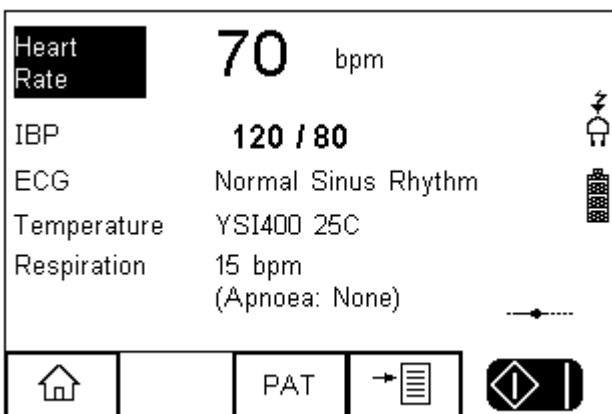 Heart
Rate
70 bpm
IBP 120 / 80
ECG Normal Sinus Rhythm
Temperature YSI400 25C
Respiration 15 bpm
(Apnoea: None)
PAT